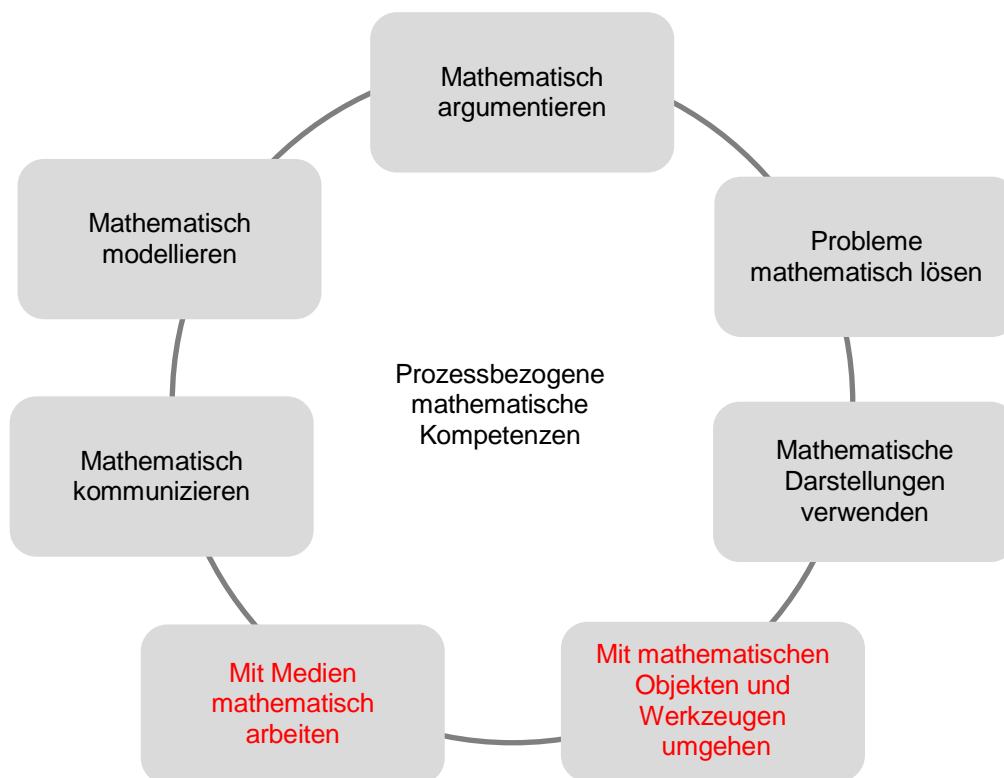 Mathematisch
argumentieren
Mathematisch
modellieren
Probleme
mathematisch lösen
Prozessbezogene
mathematische
Kompetenzen
Mathematisch
kommunizieren
Mathematische
Darstellungen
verwenden
Mit Medien
mathematisch
arbeiten
Mit mathematischen
Objekten und
Werkzeugen
umgehen